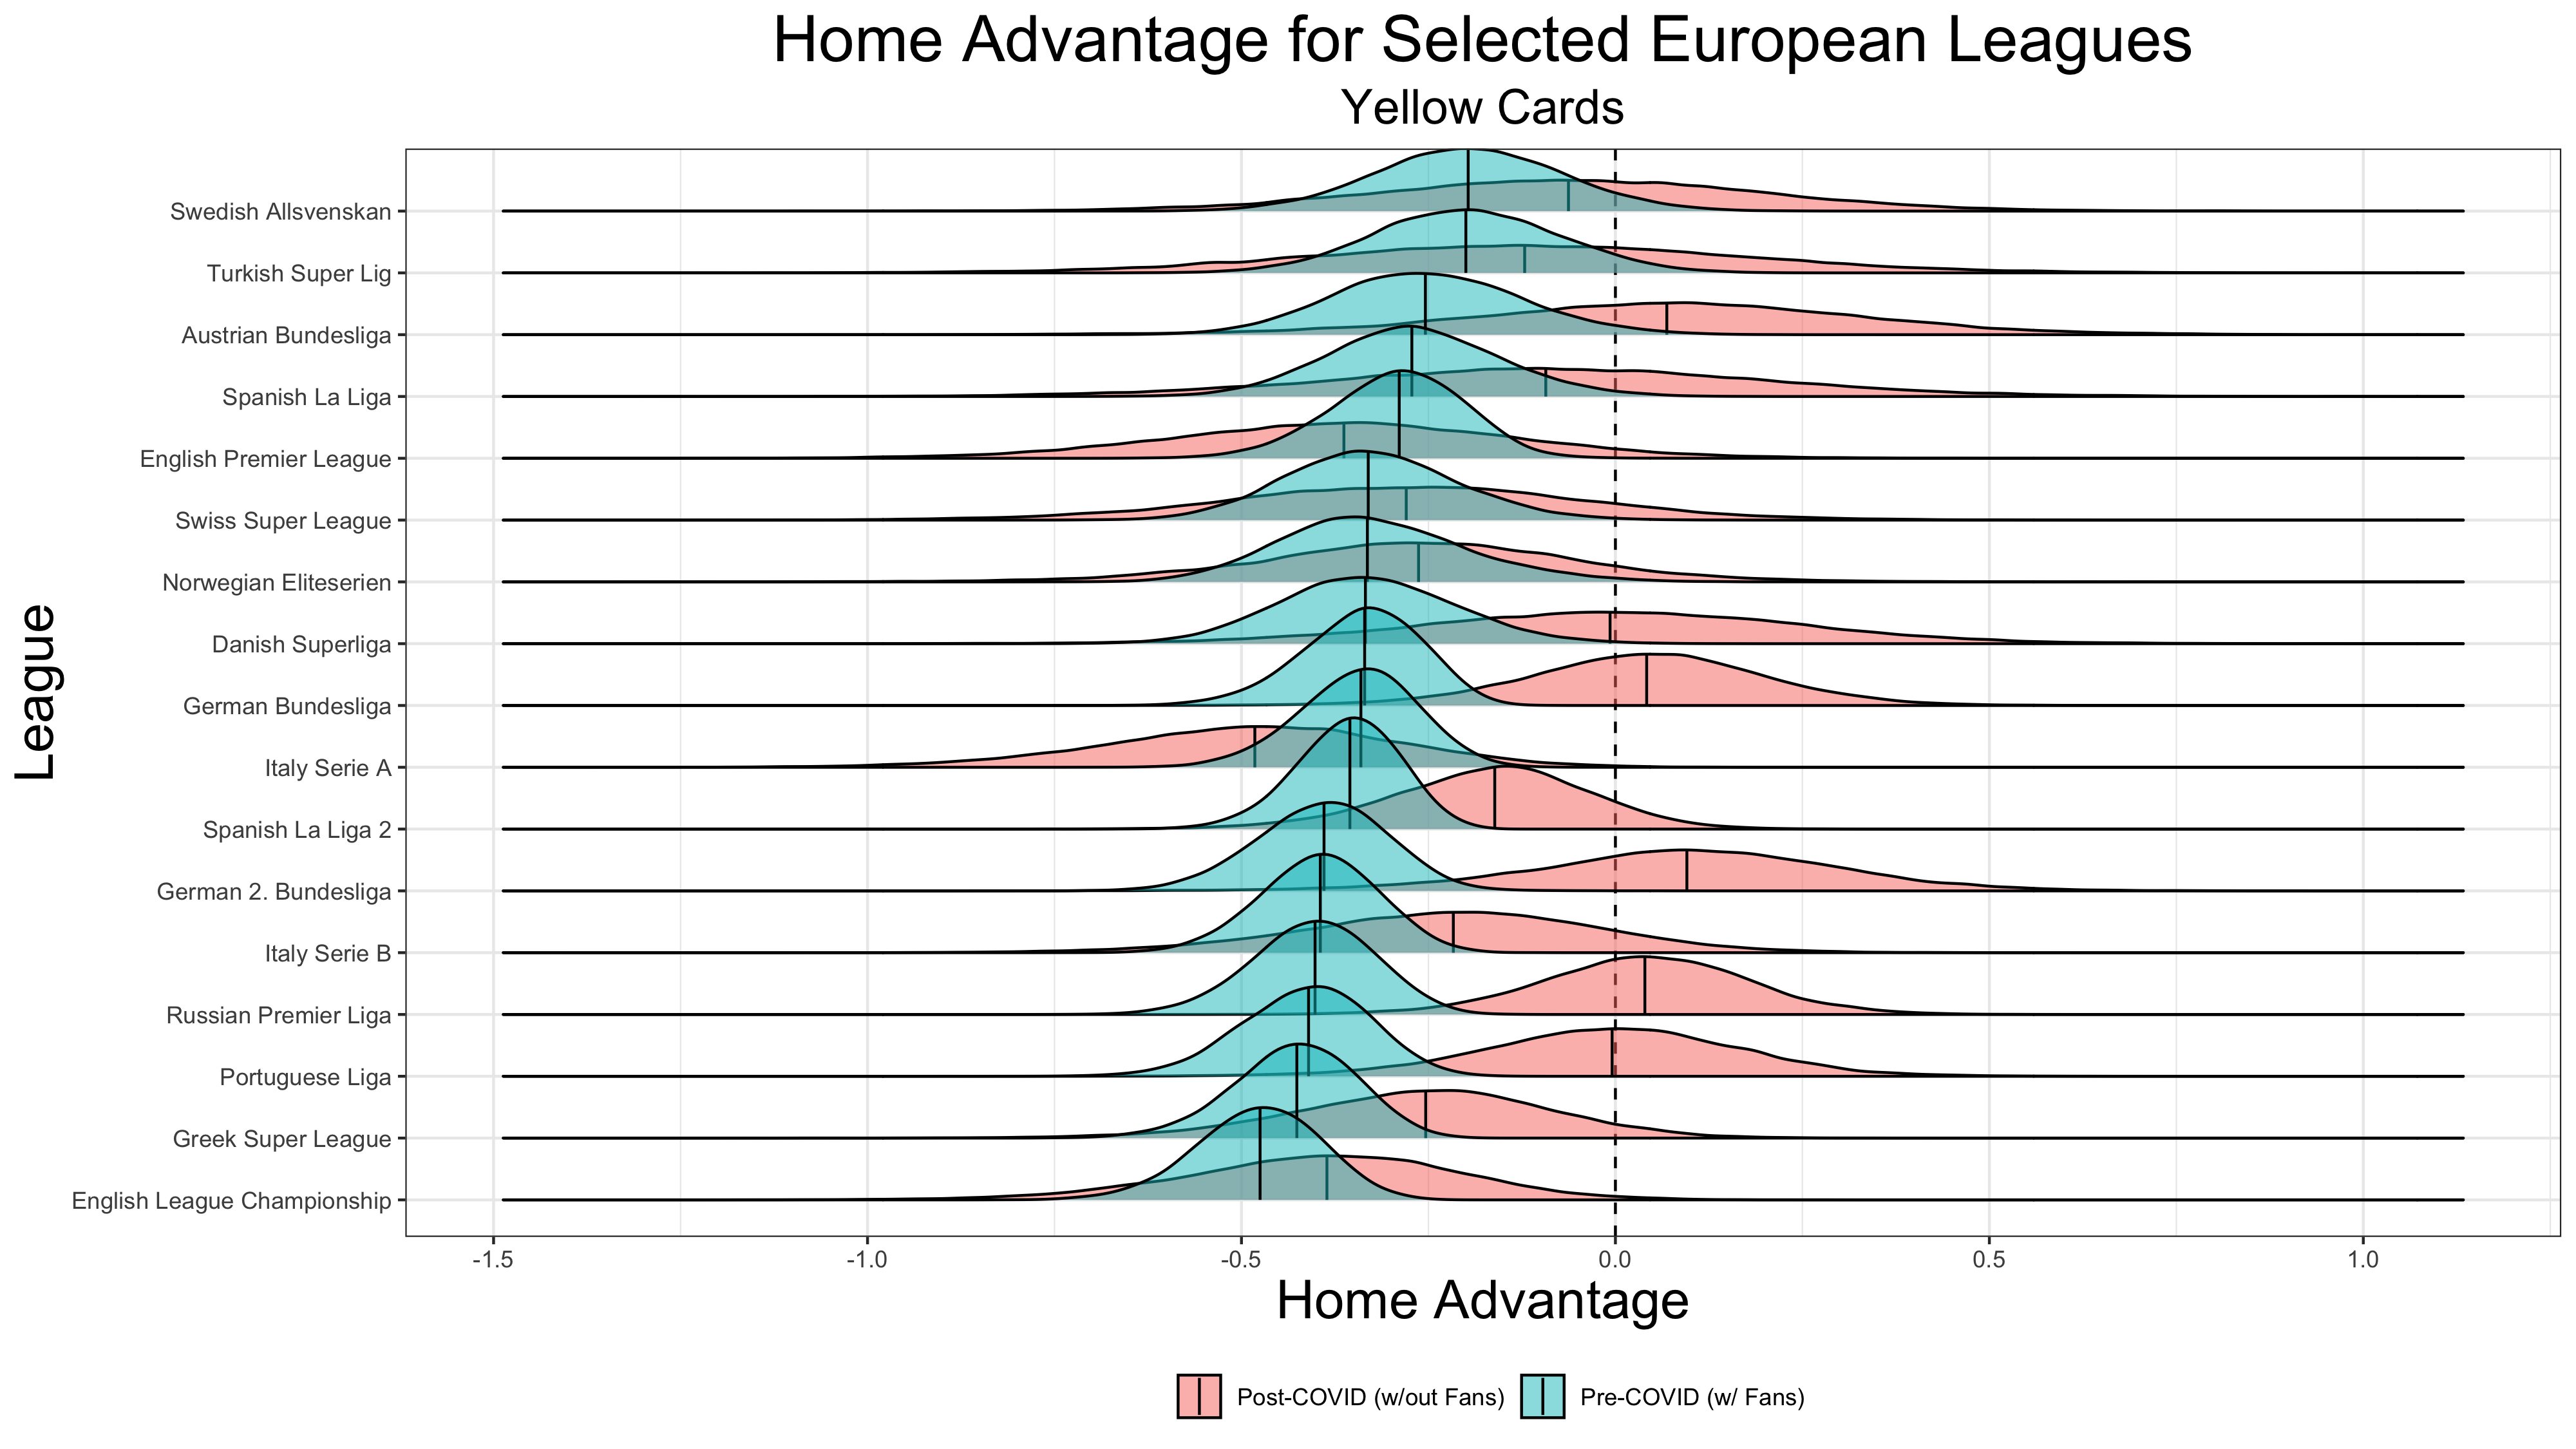 Home Advantage for Selected European Leagues
Yellow Cards
League
Swedish Allsvenskan
Turkish Super Lig
Austrian Bundesliga
Spanish La Liga
English Premier League
Swiss Super League
Norwegian Eliteserien
Danish Superliga
German Bundesliga
Italy Serie A
Spanish La Liga 2
German 2. Bundesliga
Italy Serie B
Russian Premier Liga
Portuguese Liga
Greek Super League
English League Championship
-1.5 -1.0 -0.5 0.0 0.5 1.0
Home Advantage
Post-COVID (w/out Fans) Pre-COVID (w/ Fans)